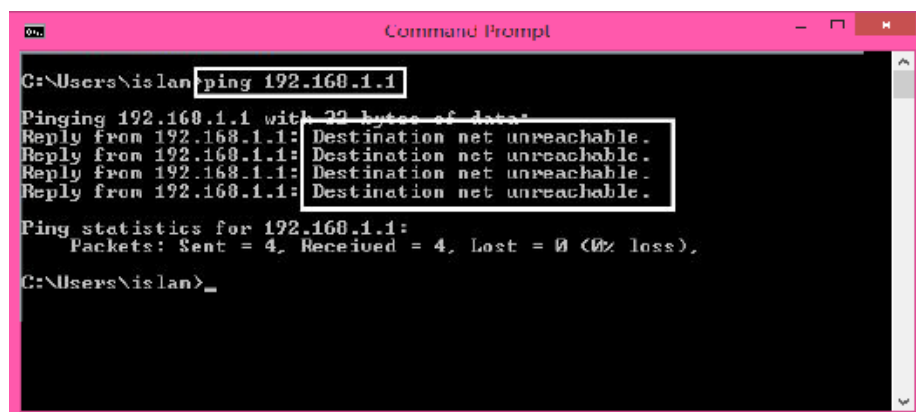 Command Prompt
C:\Users\islan>ping 192.168.1.1
Pinging 192.168.1.1 with 32 bytes of data:
Reply from 192.168.1.1: Destination net unreachable.
Reply from 192.168.1.1: Destination net unreachable.
Reply from 192.168.1.1: Destination net unreachable.
Reply from 192.168.1.1: Destination net unreachable.
Ping statistics for 192.168.1.1:
Packets: Sent = 4, Received = 4, Lost = 0 (0% loss),
C:\Users\islan>_